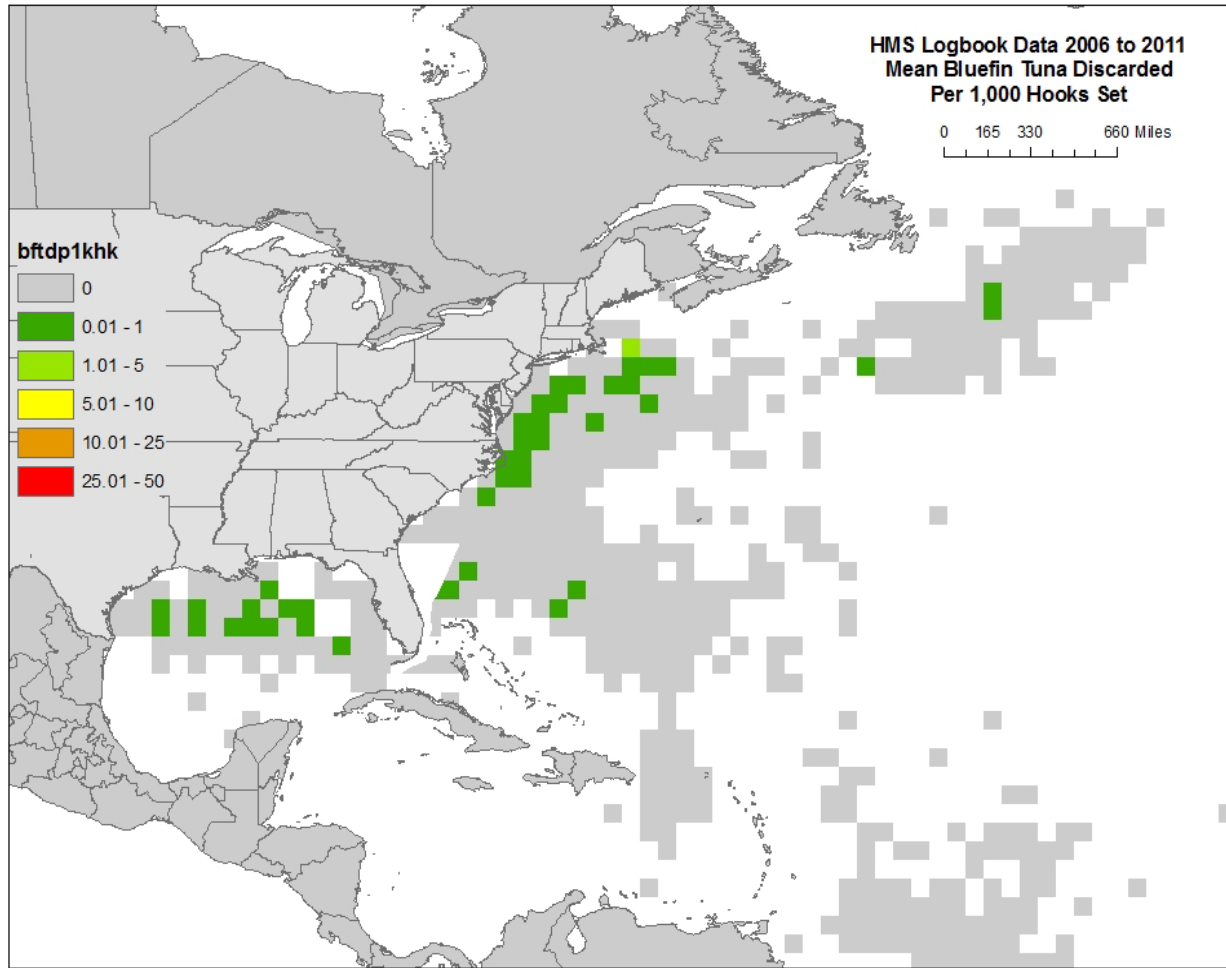 HMS Logbook Data 2006 to 2011
Mean Bluefin Tuna Discarded
Per 1,000 Hooks Set
0 165 330 660 Miles
bftdp1khk
0
0.01 - 1
1.01 - 5
5.01 - 10
10.01 - 25
25.01 - 50